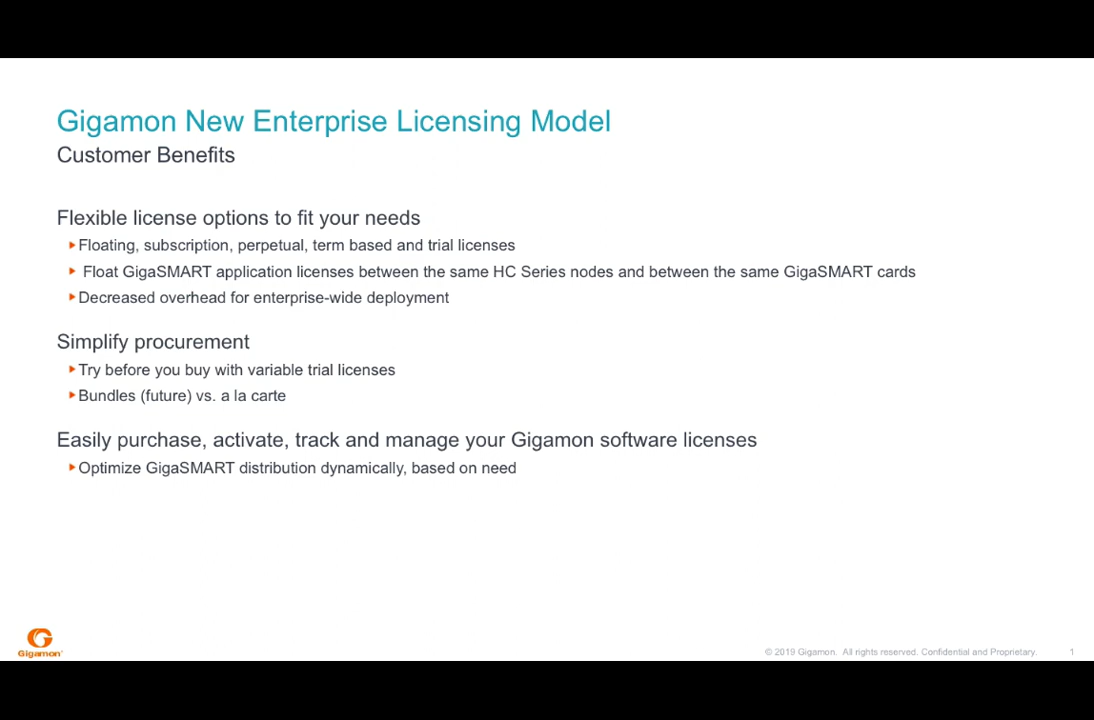 Gigamon New Enterprise Licensing Model
Customer Benefits
Flexible license options to fit your needs
Floating, subscription, perpetual, term based and trial licenses
Float GigaSMART application licenses between the same HC Series nodes and between the same GigaSMART cards
Decreased overhead for enterprise-wide deployment
Simplify procurement
Try before you buy with variable trial licenses
Bundles (future) vs. a la carte
Easily purchase, activate, track and manage your Gigamon software licenses
Optimize GigaSMART distribution dynamically, based on need
Gigamon®
© 2019 Gigamon. All rights reserved. Confidential and Proprietary. 1